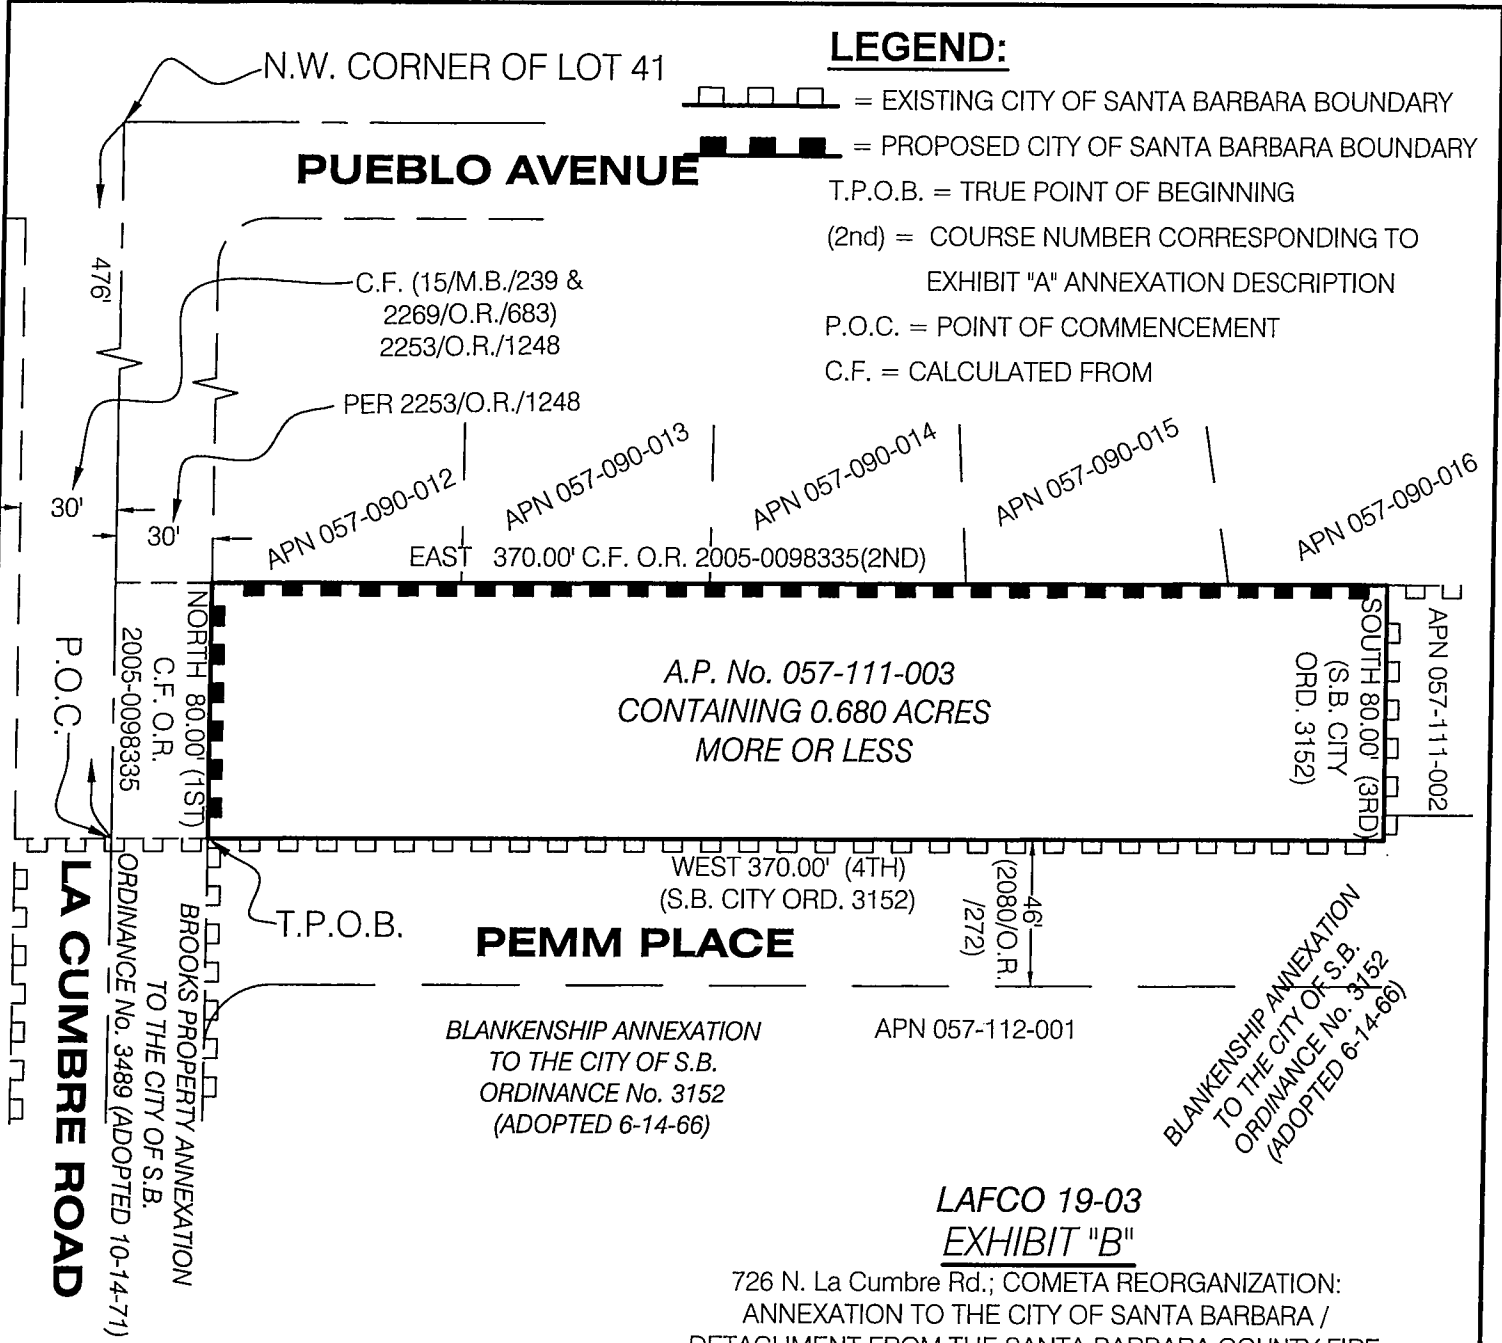 N.W. CORNER OF LOT 41
PUEBLO AVENUE
LEGEND:
= EXISTING CITY OF SANTA BARBARA BOUNDARY
= PROPOSED CITY OF SANTA BARBARA BOUNDARY
T.P.O.B. = TRUE POINT OF BEGINNING
(2nd) = COURSE NUMBER CORRESPONDING TO
EXHIBIT "A" ANNEXATION DESCRIPTION
P.O.C. = POINT OF COMMENCEMENT
C.F. = CALCULATED FROM
476'
C.F. (15/M.B./239 &
2269/O.R./683)
2253/O.R./1248
PER 2253/O.R./1248
30'
30'
APN 057-090-012
APN 057-090-013
APN 057-090-014
APN 057-090-015
APN 057-090-016
EAST 370.00' C.F. O.R. 2005-0098335(2ND)
P.O.C.
NORTH 80.00' (1ST)
C.F. O.R.
2005-0098335
A.P. No. 057-111-003
CONTAINING 0.680 ACRES
MORE OR LESS
SOUTH 80.00' (3RD)
(S.B. CITY
ORD. 3152)
APN 057-111-002
WEST 370.00' (4TH)
(S.B. CITY ORD. 3152)
46'
(2080/O.R.
/272)
T.P.O.B.
PEMM PLACE
LA CUMBRE ROAD
BROOKS PROPERTY ANNEXATION
TO THE CITY OF S.B.
ORDINANCE No. 3489 (ADOPTED 10-14-71)
BLANKENSHIP ANNEXATION
TO THE CITY OF S.B.
ORDINANCE No. 3152
(ADOPTED 6-14-66)
APN 057-112-001
BLANKENSHIP ANNEXATION
TO THE CITY OF S.B.
ORDINANCE No. 3152
(ADOPTED 6-14-66)
LAFCO 19-03
EXHIBIT "B"
726 N. La Cumbre Rd.; COMETA REORGANIZATION:
ANNEXATION TO THE CITY OF SANTA BARBARA /
DETACHMENT FROM THE SANTA BARBARA COUNTY FIRE